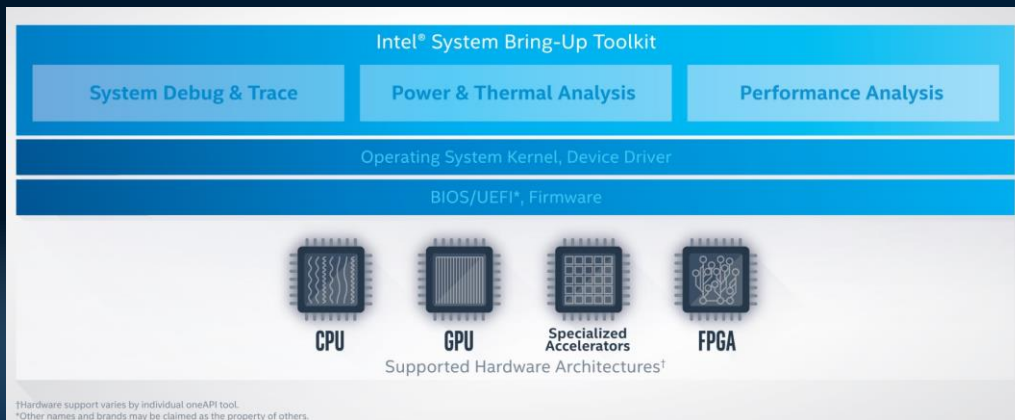 Intel® System Bring-Up Toolkit
System Debug & Trace
Power & Thermal Analysis
Performance Analysis
Operating System Kernel, Device Driver
BIOS/UEFI*, Firmware
CPU
GPU
Specialized
Accelerators
FPGA
Supported Hardware Architectures†
†Hardware support varies by individual oneAPI tool.
*Other names and brands may be claimed as the property of others.